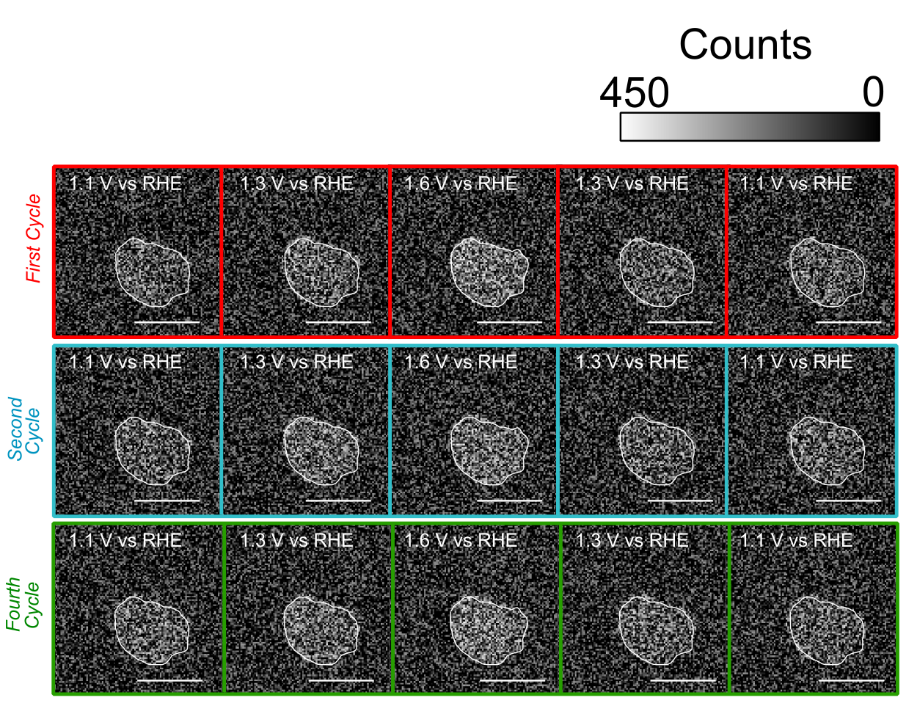 Counts
450 0
First Cycle
1.1 V vs RHE 1.3 V vs RHE 1.6 V vs RHE 1.3 V vs RHE 1.1 V vs RHE
Second
Cycle
1.1 V vs RHE 1.3 V vs RHE 1.6 V vs RHE 1.3 V vs RHE 1.1 V vs RHE
Fourth
Cycle
1.1 V vs RHE 1.3 V vs RHE 1.6 V vs RHE 1.3 V vs RHE 1.1 V vs RHE